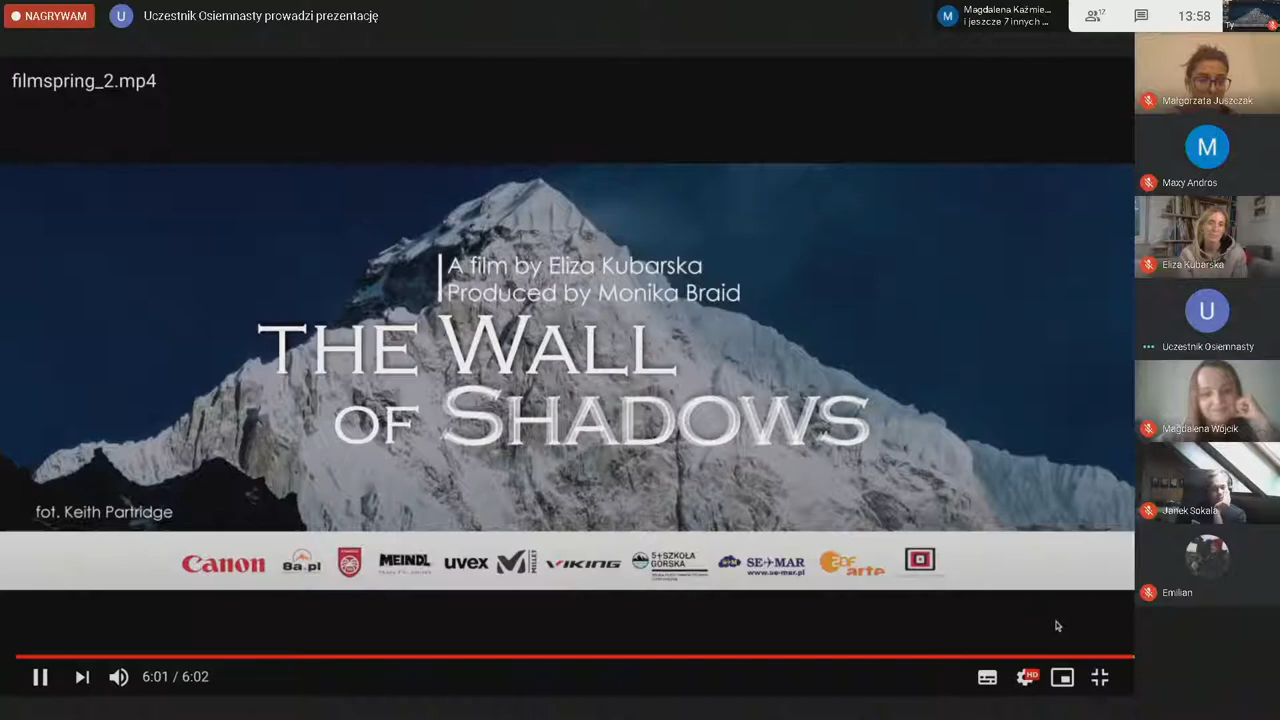 NAGRYWAM
U
Uczestnik Osiemnasty prowadzi prezentację
M
Magdalena Kaźmie...
i jeszcze 7 innych ...
17
13:58
Ty
filmspring_2.mp4
A film by Eliza Kubarska
Produced by Monika Braid
THE WALL
OF SHADOWS
fot. Keith Partridge
Canon
8a.pl
MEINDL
uvex
MILLET
VIKING
5+SZKOŁA
GÓRSKA
SE-MAR
www.se-mar.pl
ZDF
arte
6:01 / 6:02
HD
Małgorzata Juszczak
M
Maxy Andros
Eliza Kubarska
U
Uczestnik Osiemnasty
Magdalena Wójcik
Janek Sokala
Emilian